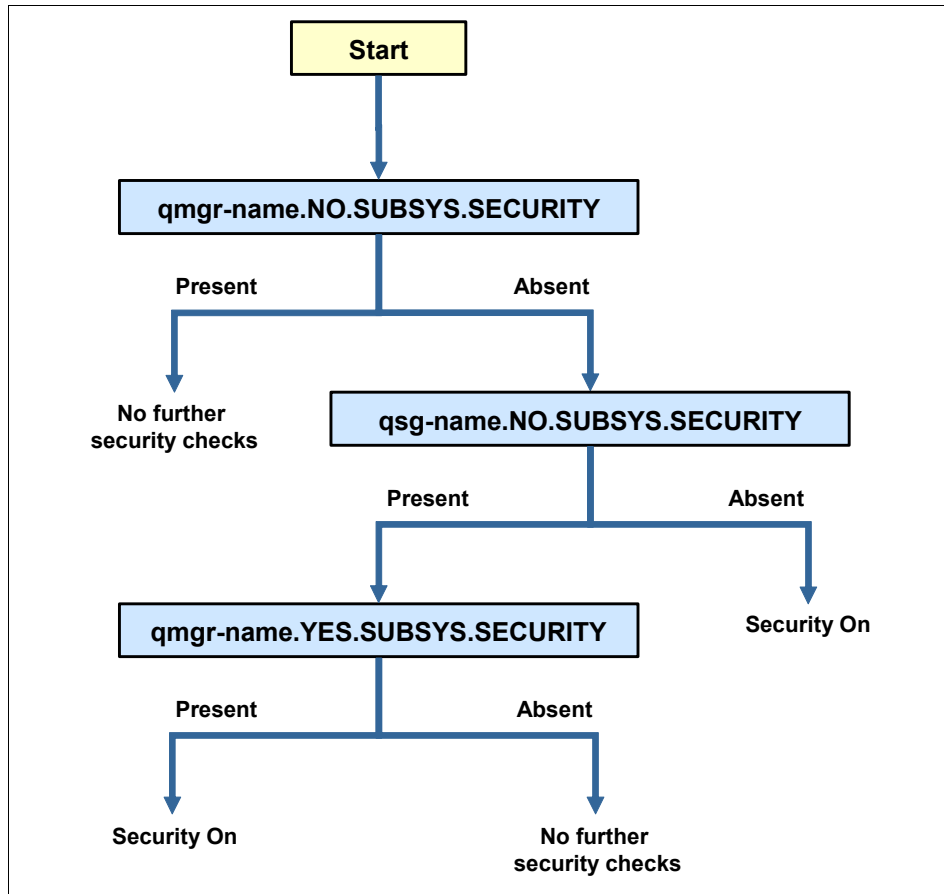 Start
qmgr-name.NO.SUBSYS.SECURITY
Present
Absent
No further
security checks
qsg-name.NO.SUBSYS.SECURITY
Present
Absent
qmgr-name.YES.SUBSYS.SECURITY
Security On
Present
Absent
Security On
No further
security checks